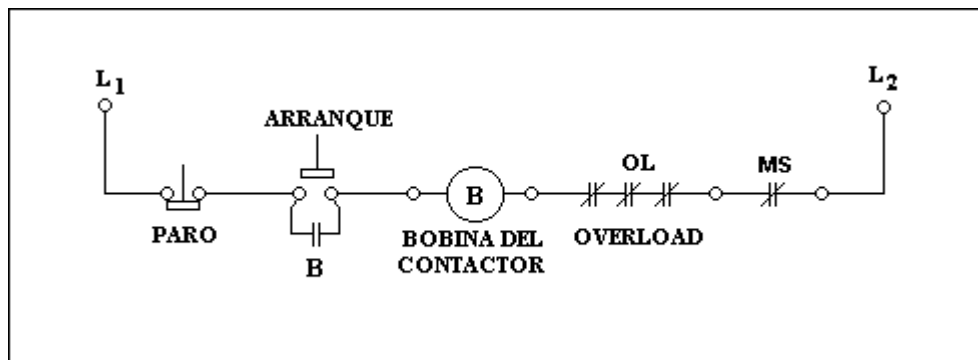 L1
L2
ARRANQUE
OL
MS
B
PARO
B
BOBINA DEL
CONTACTOR
OVERLOAD